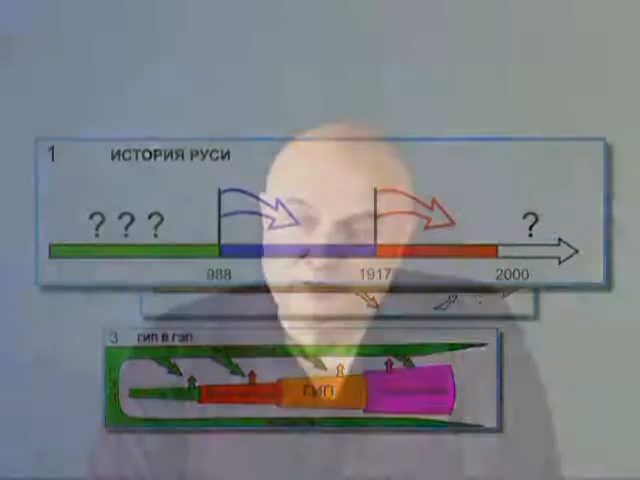 1
ИСТОРИЯ РУСИ
? ? ?
?
988
1917
2000
3
ГИП В ГЭП
ГИП